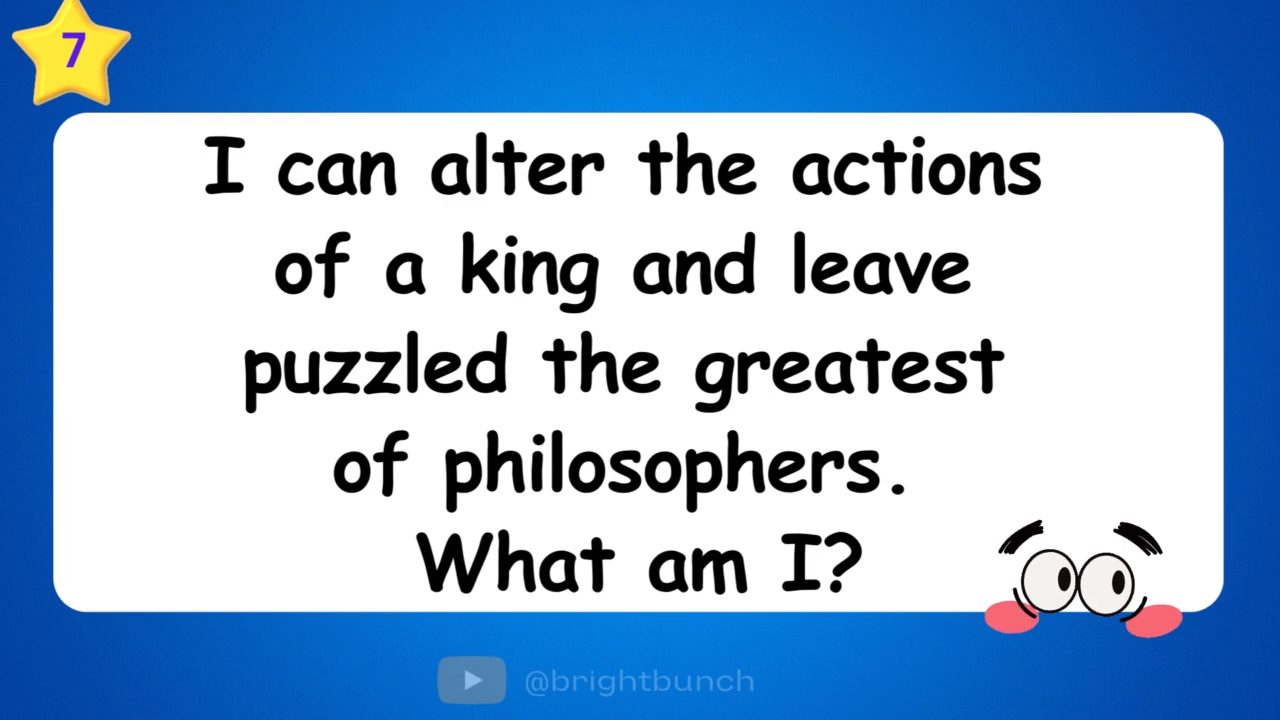 7
I can alter the actions
of a king and leave
puzzled the greatest
of philosophers.
What am I?
@brightbunch